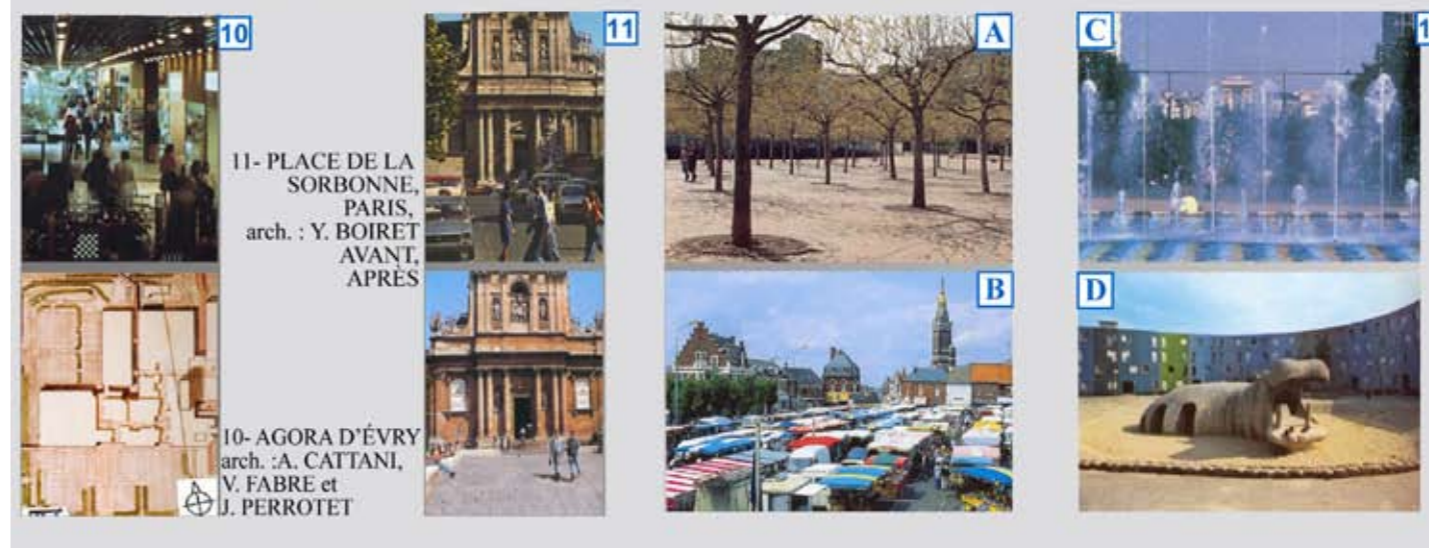 10
11- PLACE DE LA
SORBONNE,
PARIS,
arch. : Y. BOIRET
AVANT,
APRÈS
10- AGORA D'ÉVRY
arch. :A. CATTANI,
V. FABRE et
J. PERROTET
11
A
B
C
D
1